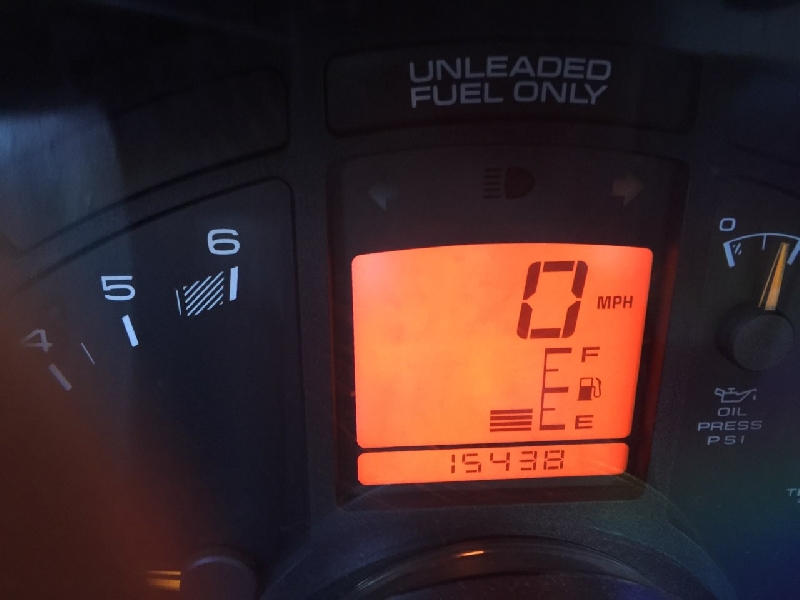 UNLEADED
FUEL ONLY
6
5
4
0
0 MPH
F
E
15438
OIL
PRESS
PSI